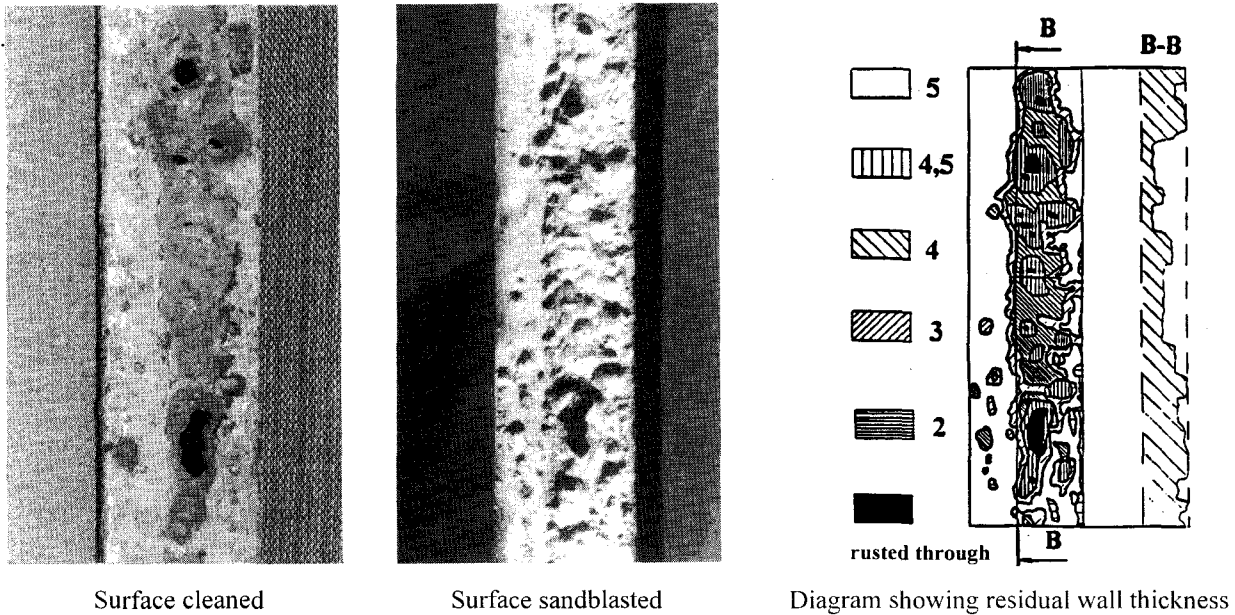 B
B-B
5
4,5
4
3
2
rusted through
B
Surface cleaned
Surface sandblasted
Diagram showing residual wall thickness